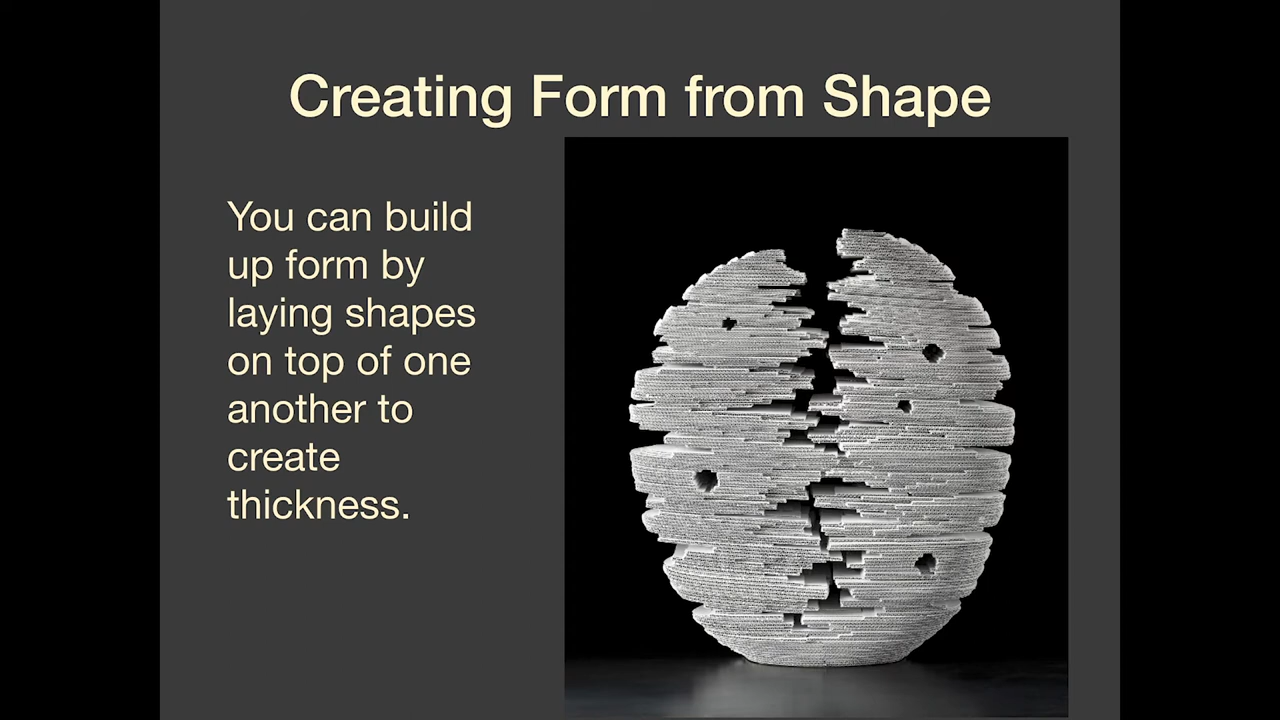 Creating Form from Shape
You can build
up form by
laying shapes
on top of one
another to
create
thickness.